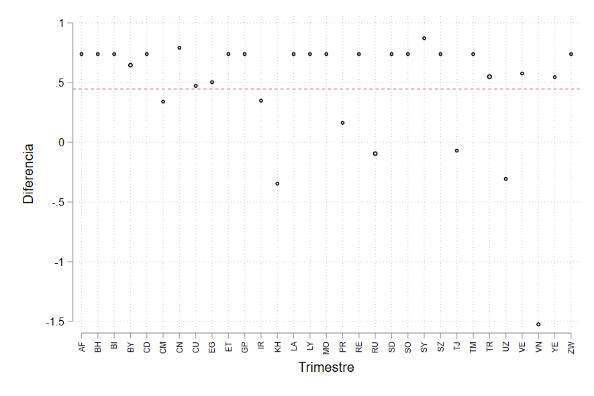 Diferencia
1
.5
0
-.5
-1
-1.5
AF BH BI BY CD CM CN CU EG ET GP IR KH LA LY MO PR RE RU SD SO SY SZ TJ TM TR UZ VE VN YE ZW
Trimestre